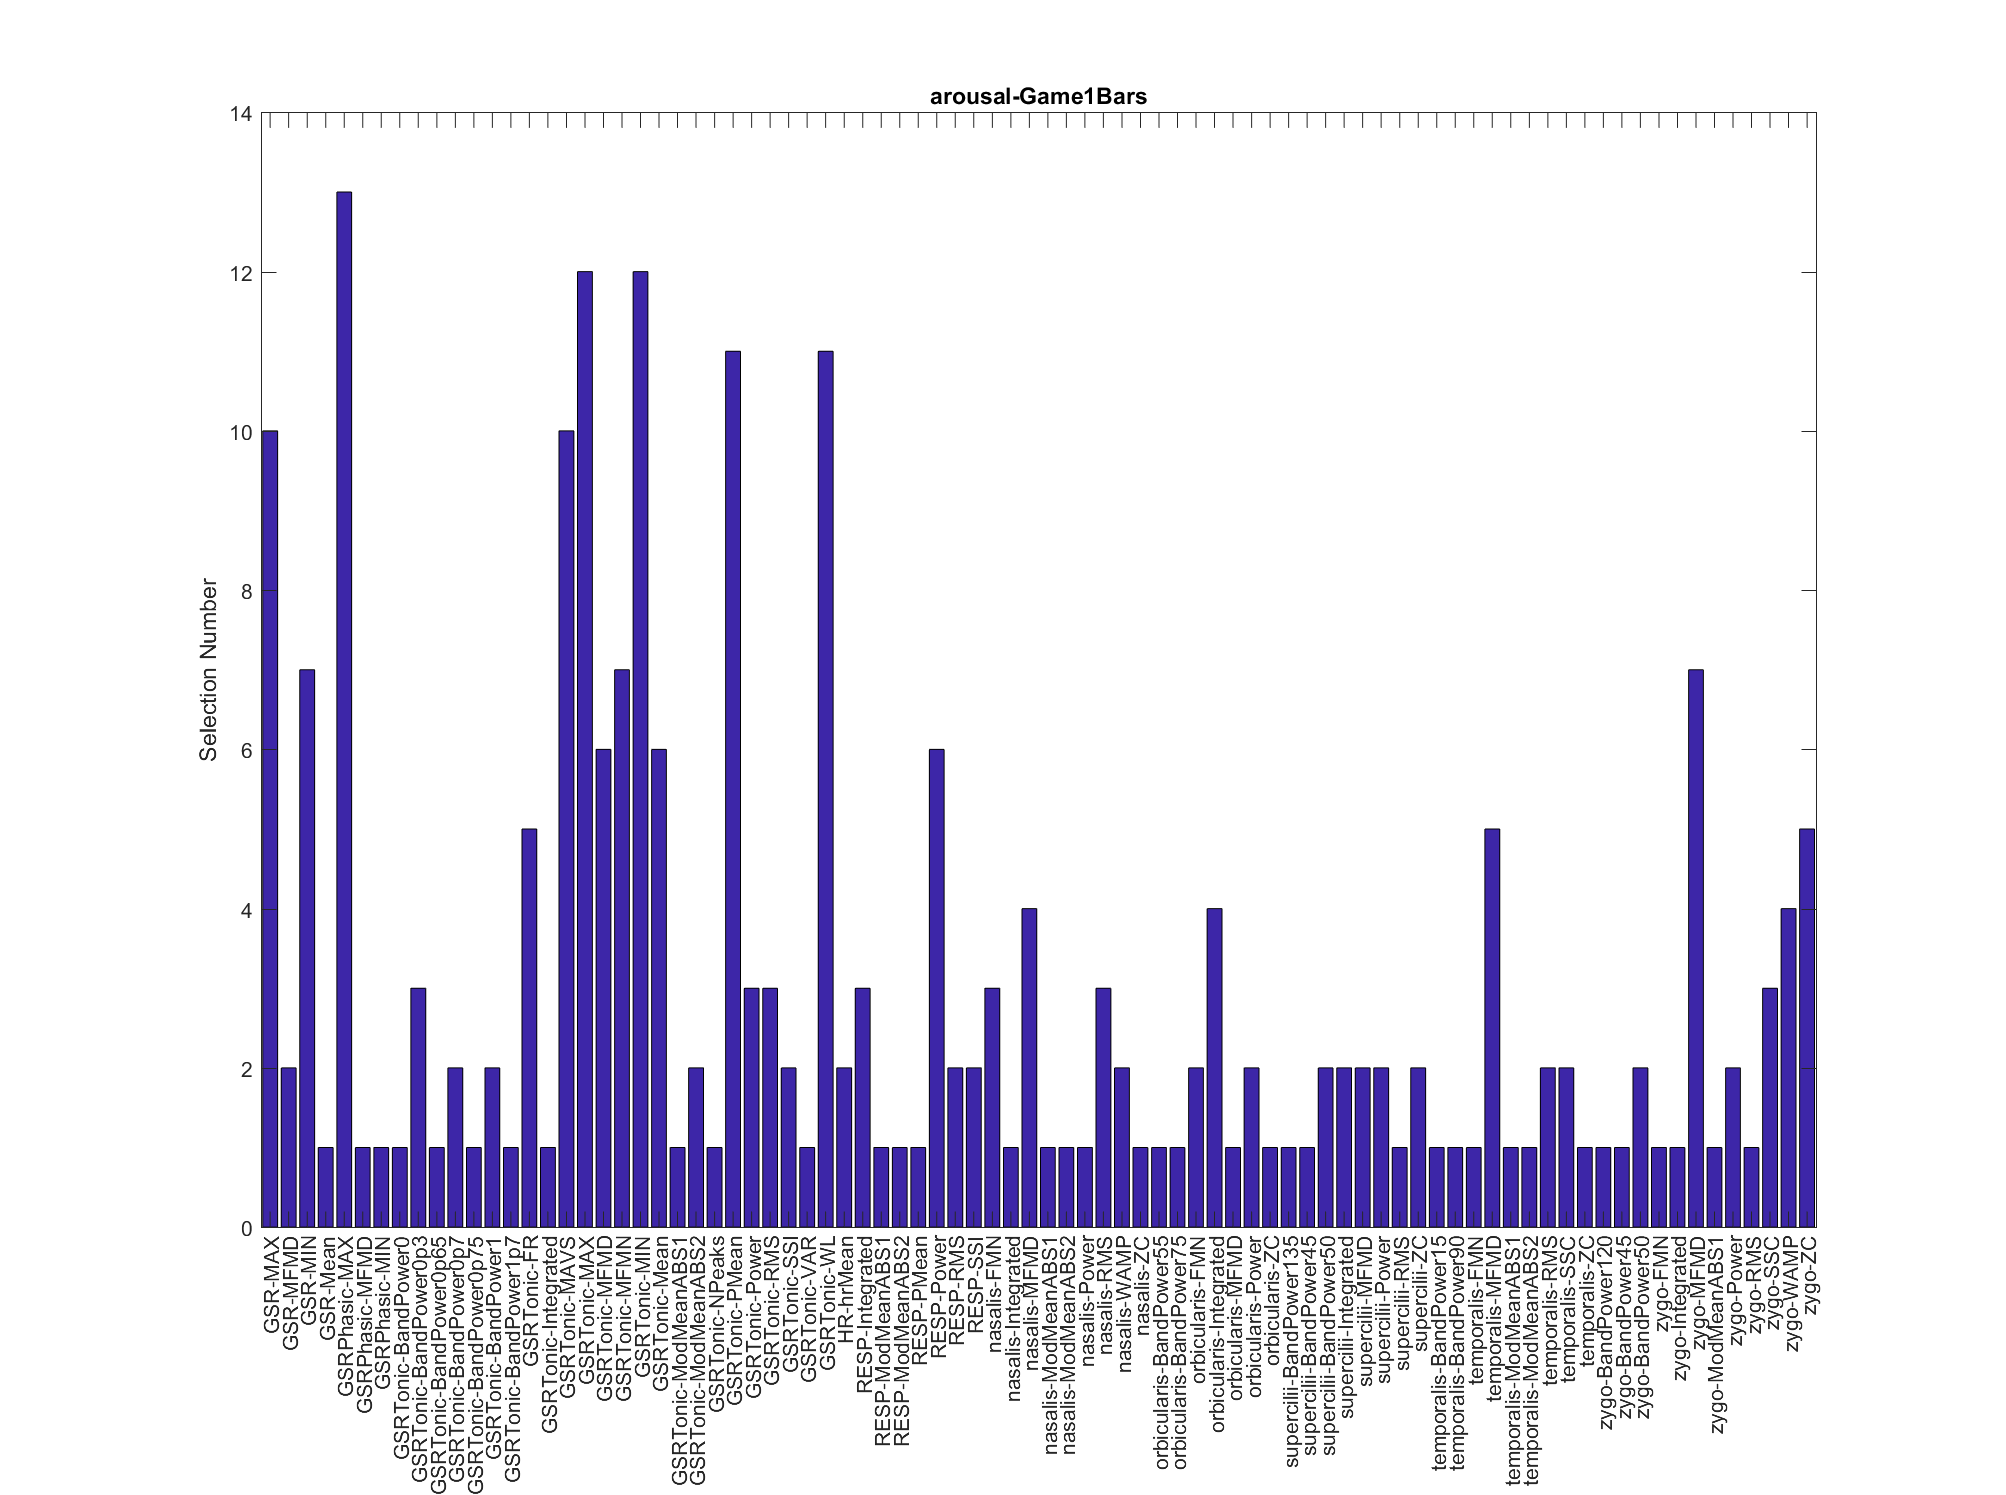 arousal-Game1Bars
Selection Number
14
12
10
8
6
4
2
0
GSR-MAX
GSR-MFMD
GSR-MIN
GSR-Mean
GSRPhasic-MAX
GSRPhasic-MFMD
GSRPhasic-MIN
GSRTonic-BandPower0
GSRTonic-BandPower0p3
GSRTonic-BandPower0p65
GSRTonic-BandPower0p7
GSRTonic-BandPower0p75
GSRTonic-BandPower1
GSRTonic-BandPower1p7
GSRTonic-FR
GSRTonic-Integrated
GSRTonic-MAVS
GSRTonic-MAX
GSRTonic-MFMD
GSRTonic-MFMN
GSRTonic-MIN
GSRTonic-Mean
GSRTonic-ModMeanABS1
GSRTonic-ModMeanABS2
GSRTonic-NPeaks
GSRTonic-PMean
GSRTonic-Power
GSRTonic-RMS
GSRTonic-SSI
GSRTonic-VAR
GSRTonic-WL
HR-hrMean
RESP-Integrated
RESP-ModMeanABS1
RESP-ModMeanABS2
RESP-PMean
RESP-Power
RESP-RMS
RESP-SSI
nasalis-FMN
nasalis-Integrated
nasalis-MFMD
nasalis-ModMeanABS1
nasalis-ModMeanABS2
nasalis-Power
nasalis-RMS
nasalis-WAMP
nasalis-ZC
orbicularis-BandPower55
orbicularis-BandPower75
orbicularis-FMN
orbicularis-Integrated
orbicularis-MFMD
orbicularis-Power
orbicularis-ZC
supercilii-BandPower135
supercilii-BandPower45
supercilii-BandPower50
supercilii-Integrated
supercilii-MFMD
supercilii-Power
supercilii-RMS
supercilii-ZC
temporalis-BandPower15
temporalis-BandPower90
temporalis-FMN
temporalis-MFMD
temporalis-ModMeanABS1
temporalis-ModMeanABS2
temporalis-RMS
temporalis-SSC
temporalis-ZC
zygo-BandPower120
zygo-BandPower45
zygo-BandPower50
zygo-FMN
zygo-Integrated
zygo-MFMD
zygo-ModMeanABS1
zygo-Power
zygo-RMS
zygo-SSC
zygo-WAMP
zygo-ZC